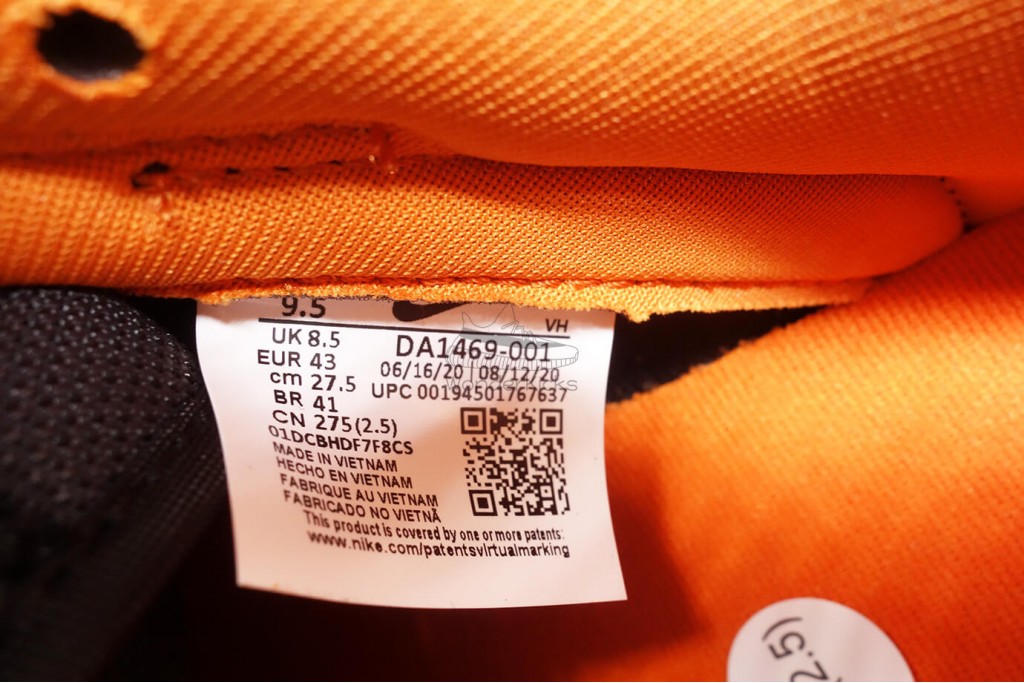 9.5
VH
UK 8.5
EUR 43
cm 27.5
BR 41
CN 275(2.5)
01DCBHDF7F8CS
DA1469-001
06/16/20 08/12/20
UPC 00194501767637
MADE IN VIETNAM
HECHO EN VIETNAM
FABRIQUE AU VIETNAM
FABRICADO NO VIETNÃ
This product is covered by one or more patents:
www.nike.com/patentsvirtualmarking
2.5)